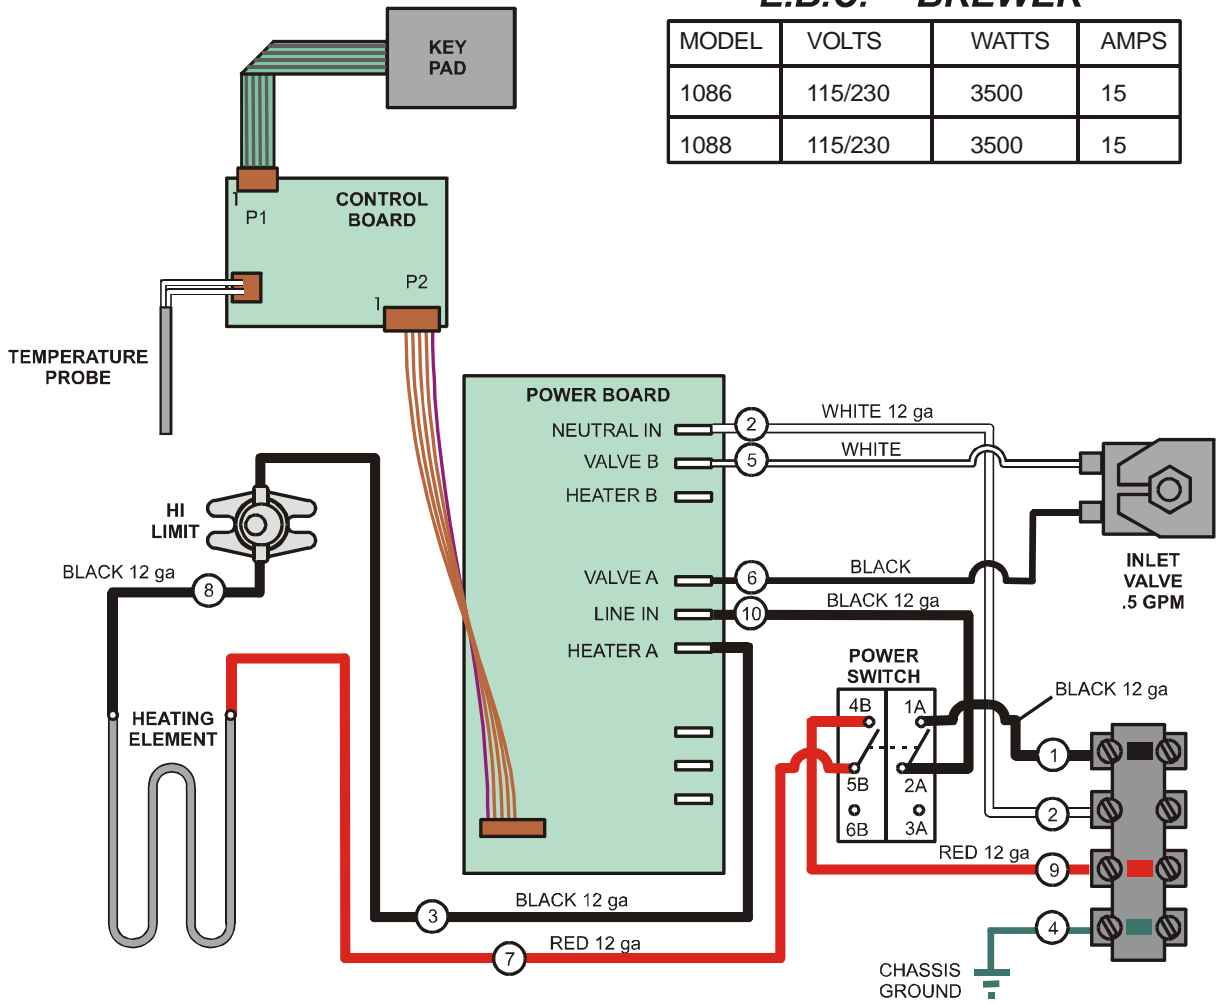 MODEL VOLTS WATTS AMPS
1086 115/230 3500 15
1088 115/230 3500 15
KEY
PAD
1
P1
CONTROL
BOARD
P2
1
TEMPERATURE
PROBE
POWER BOARD
NEUTRAL IN
2
WHITE 12 ga
VALVE B
5
WHITE
HEATER B
HI
LIMIT
BLACK 12 ga
8
VALVE A
6
BLACK
LINE IN
10
BLACK 12 ga
HEATER A
INLET
VALVE
.5 GPM
POWER
SWITCH
4B 1A
5B 2A
6B 3A
BLACK 12 ga
1
2
RED 12 ga
9
4
HEATING
ELEMENT
BLACK 12 ga
3
RED 12 ga
7
CHASSIS
GROUND